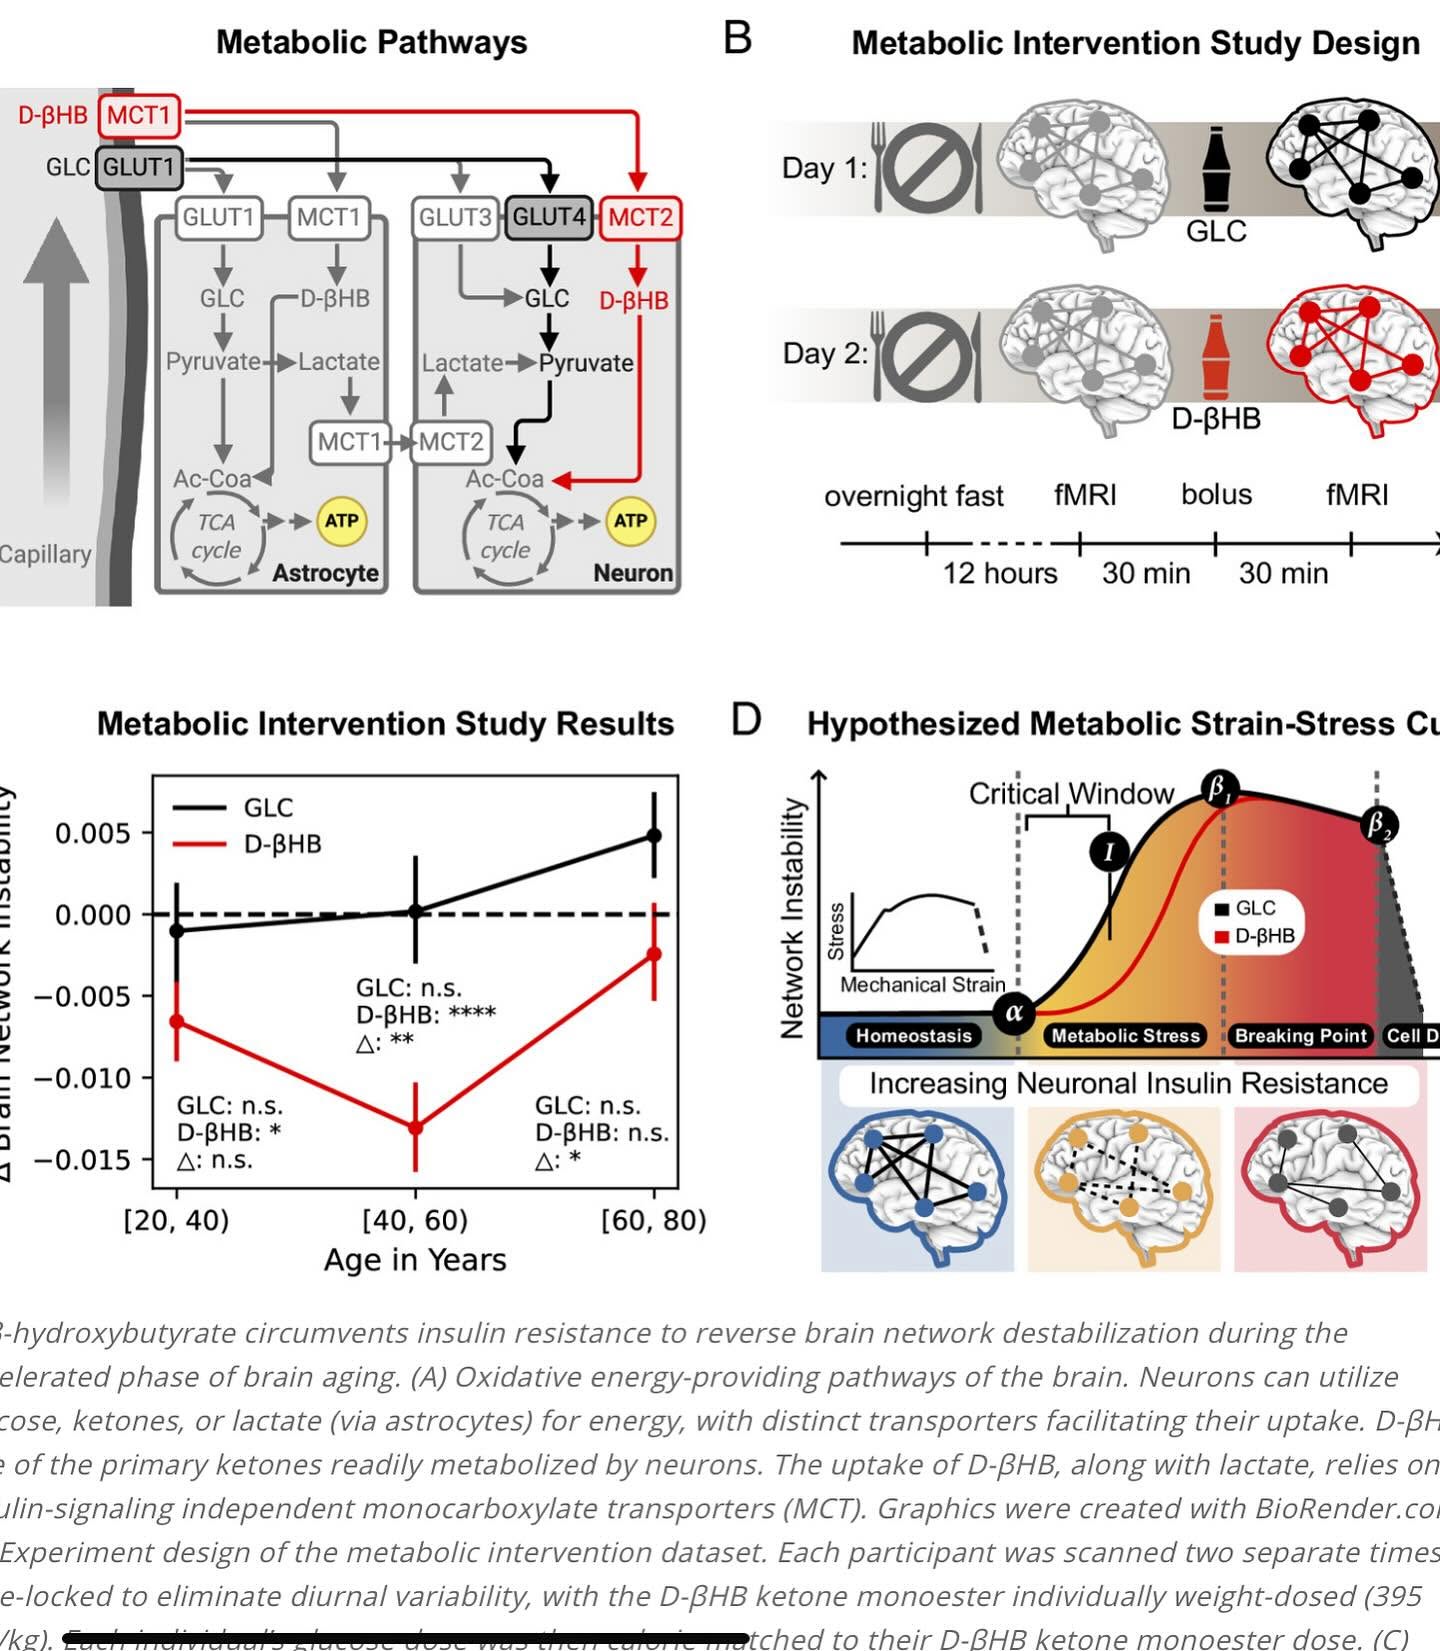 Metabolic Pathways
D-βHB MCT1
GLC GLUT1
GLUT1 MCT1 GLUT3 GLUT4 MCT2
GLC D-βHB GLC D-βHB
Pyruvate Lactate Lactate Pyruvate
MCT1 MCT2
Ac-Coa Ac-Coa
TCA cycle ATP TCA cycle ATP
Capillary
Astrocyte Neuron
B
Metabolic Intervention Study Design
Day 1:
GLC
Day 2:
D-βHB
overnight fast fMRI bolus fMRI
12 hours 30 min 30 min
Metabolic Intervention Study Results
GLC
D-βHB
0.005
0.000
−0.005
−0.010
−0.015
GLC: n.s.
D-βHB: ****
△: **
GLC: n.s.
D-βHB: *
△: n.s.
GLC: n.s.
D-βHB: n.s.
△: *
[20, 40) [40, 60) [60, 80)
Age in Years
D
Hypothesized Metabolic Strain-Stress Cu
Network Instability
Critical Window
I
β1
β2
α
GLC
D-βHB
Stress
Mechanical Strain
Homeostasis Metabolic Stress Breaking Point Cell D
Increasing Neuronal Insulin Resistance
β-hydroxybutyrate circumvents insulin resistance to reverse brain network destabilization during the
elerated phase of brain aging. (A) Oxidative energy-providing pathways of the brain. Neurons can utilize
cose, ketones, or lactate (via astrocytes) for energy, with distinct transporters facilitating their uptake. D-βH
e of the primary ketones readily metabolized by neurons. The uptake of D-βHB, along with lactate, relies on
ulin-signaling independent monocarboxylate transporters (MCT). Graphics were created with BioRender.co
Experiment design of the metabolic intervention dataset. Each participant was scanned two separate times
e-locked to eliminate diurnal variability, with the D-βHB ketone monoester individually weight-dosed (395
/kg). Each individual's glucose dose was then calorie matched to their D-βHB ketone monoester dose. (C)